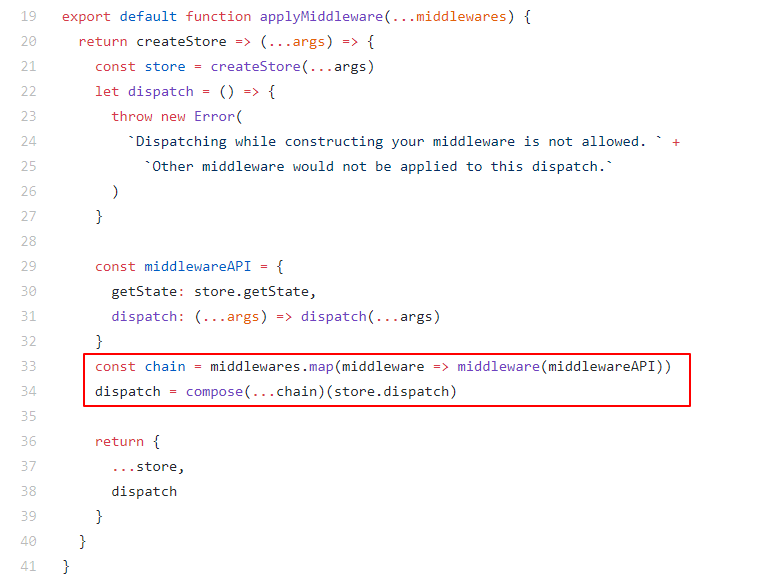 19 export default function applyMiddleware(...middlewares) {
20   return createStore => (...args) => {
21     const store = createStore(...args)
22     let dispatch = () => {
23       throw new Error(
24         `Dispatching while constructing your middleware is not allowed. ` +
25           `Other middleware would not be applied to this dispatch.`
26       )
27     }
28
29     const middlewareAPI = {
30       getState: store.getState,
31       dispatch: (...args) => dispatch(...args)
32     }
33     const chain = middlewares.map(middleware => middleware(middlewareAPI))
34     dispatch = compose(...chain)(store.dispatch)
35
36     return {
37       ...store,
38       dispatch
39     }
40   }
41 }